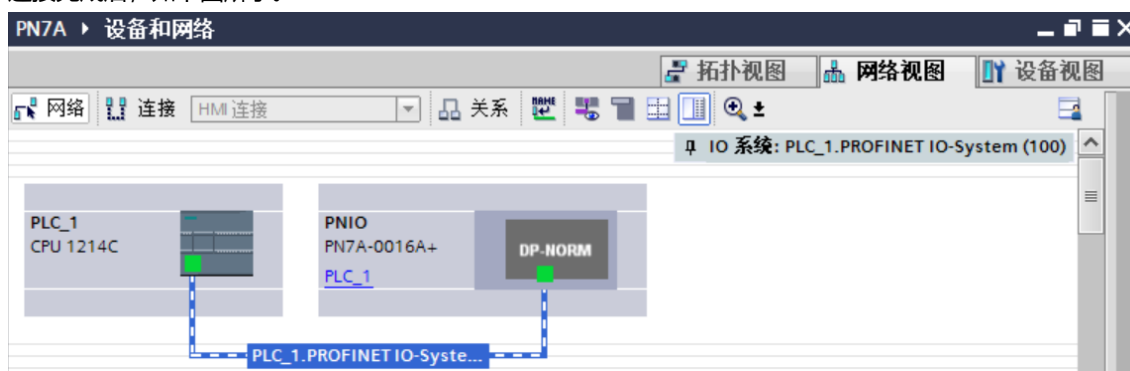 PN7A ▸ 设备和网络
拓扑视图 网络视图 设备视图
网络 连接 HMI 连接 关系
IO 系统: PLC_1.PROFINET IO-System (100)
PLC_1
CPU 1214C
PNIO
PN7A-0016A+
PLC_1
DP-NORM
PLC_1.PROFINET IO-Syste...